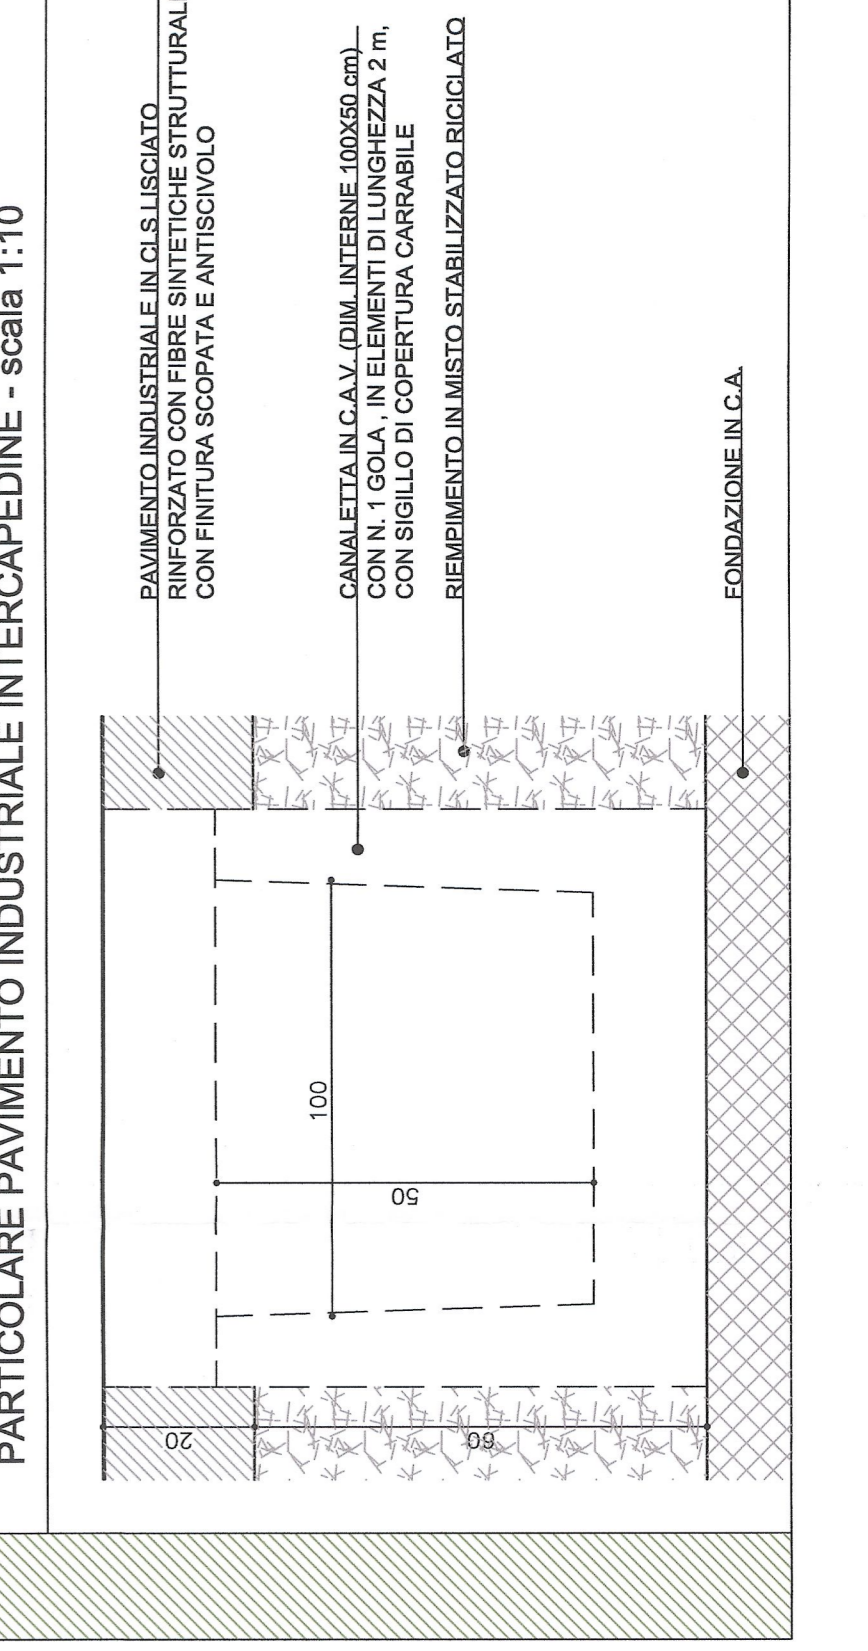 PARTICOLARE PAVIMENTO INDUSTRIALE INTERCAPEDINE - scala 1:10
PAVIMENTO INDUSTRIALE IN CLS LISCIATO
RINFORZATO CON FIBRE SINTETICHE STRUTTURALI
CON FINITURA SCOPATA E ANTISCIVOLO
CANALETTA IN C.A.V. (DIM. INTERNE 100X50 cm)
CON N. 1 GOLA , IN ELEMENTI DI LUNGHEZZA 2 m,
CON SIGILLO DI COPERTURA CARRABILE
RIEMPIMENTO IN MISTO STABILIZZATO RICICLATO
FONDAZIONE IN C.A.
100
50
20
60